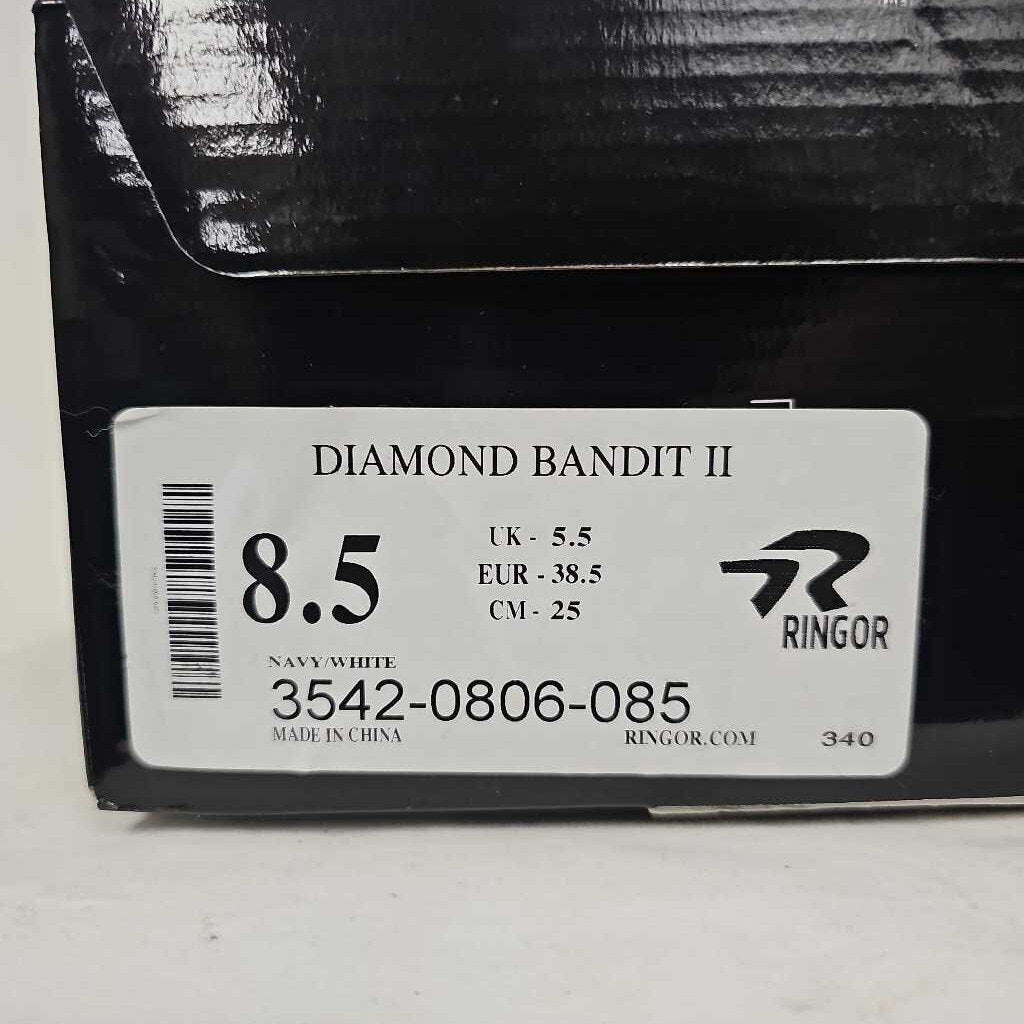 DIAMOND BANDIT II
8.5
UK - 5.5
EUR - 38.5
CM - 25
RINGOR
NAVY/WHITE
3542-0806-085
MADE IN CHINA
RINGOR.COM
340